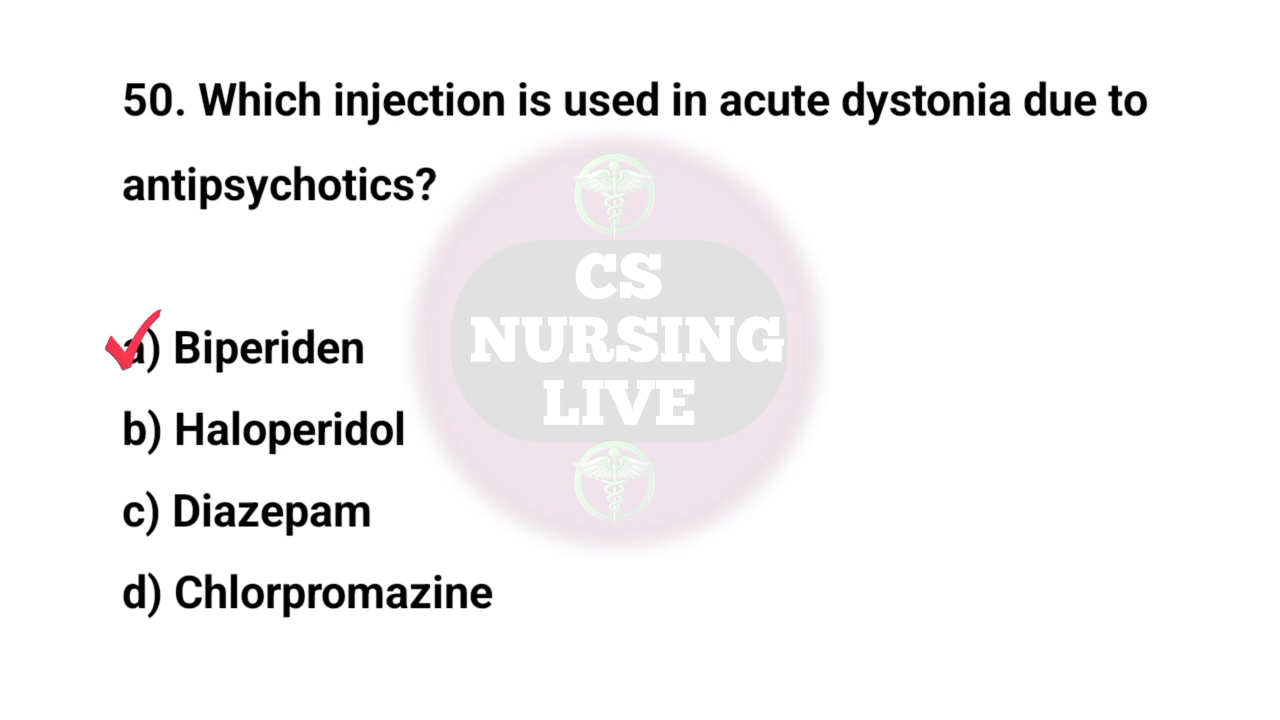 50. Which injection is used in acute dystonia due to
antipsychotics?
CS
NURSING
LIVE
a) Biperiden
b) Haloperidol
c) Diazepam
d) Chlorpromazine